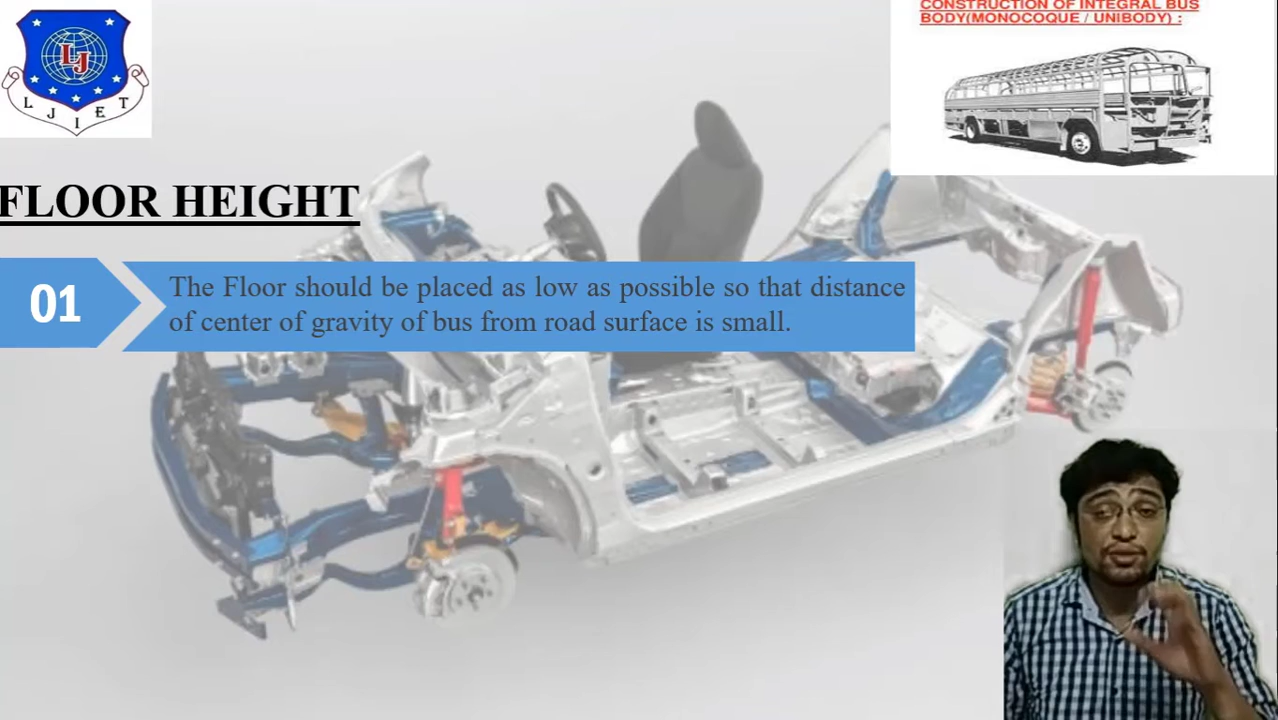 CONSTRUCTION OF INTEGRAL BUS
BODY(MONOCOQUE / UNIBODY) :
LJ
L J I E T
FLOOR HEIGHT
01
The Floor should be placed as low as possible so that distance
of center of gravity of bus from road surface is small.